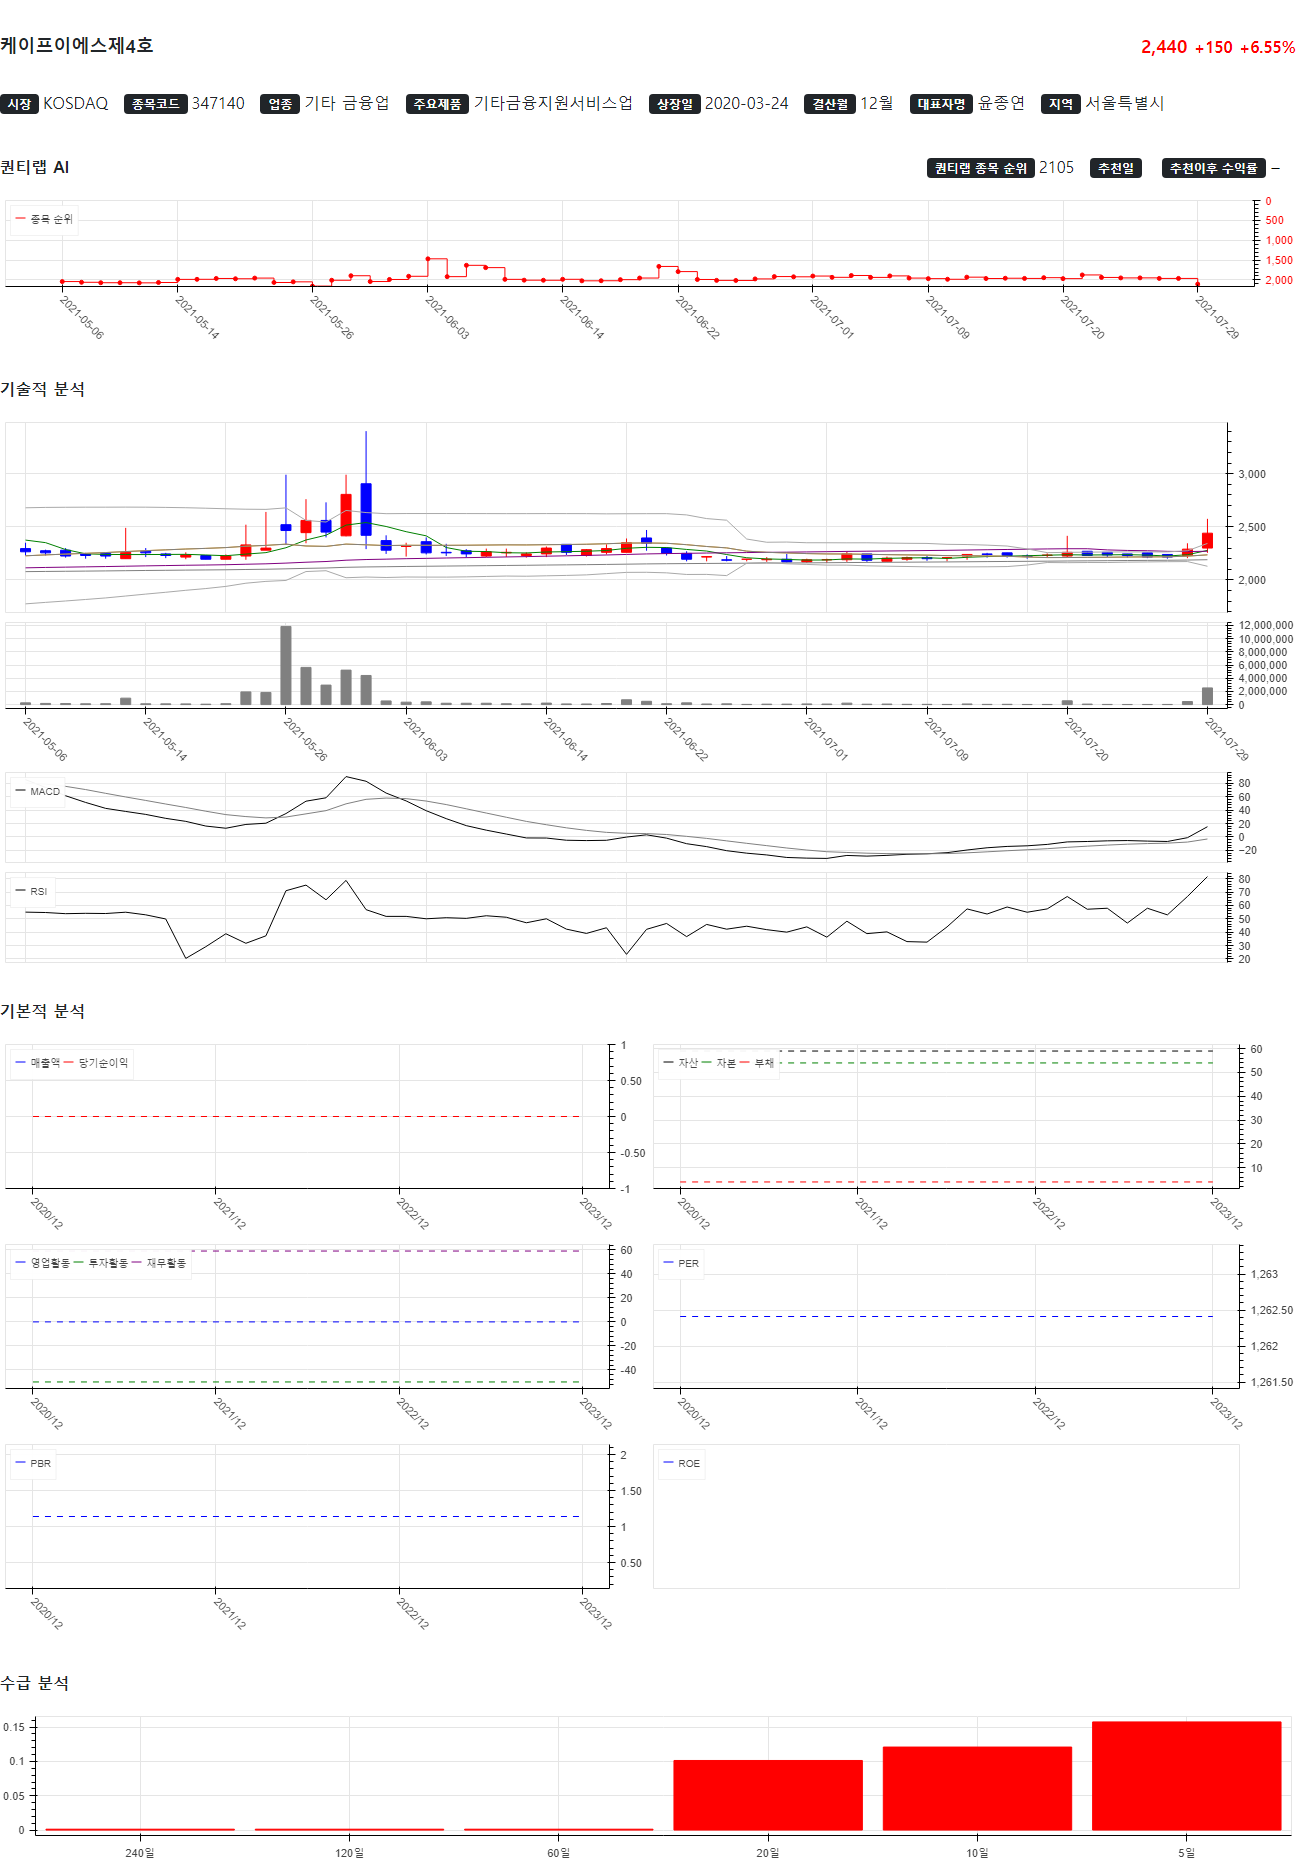 케이프이에스제4호
2,440 +150 +6.55%
시장 KOSDAQ 종목코드 347140 업종 기타 금융업 주요제품 기타금융지원서비스업 상장일 2020-03-24 결산월 12월 대표자명 윤종연 지역 서울특별시
퀀티랩 AI
퀀티랩 종목 순위 2105 추천일 추천이후 수익률 –
종목 순위
0
500
1,000
1,500
2,000
2021-05-06 2021-05-14 2021-05-26 2021-06-03 2021-06-14 2021-06-22 2021-07-01 2021-07-09 2021-07-20 2021-07-29
기술적 분석
3,000
2,500
2,000
12,000,000
10,000,000
8,000,000
6,000,000
4,000,000
2,000,000
0
2021-05-06 2021-05-14 2021-05-26 2021-06-03 2021-06-14 2021-06-22 2021-07-01 2021-07-09 2021-07-20 2021-07-29
MACD
80
60
40
20
0
−20
RSI
80
70
60
50
40
30
20
기본적 분석
매출액 당기순이익
1
0.50
0
-0.50
-1
2020/12 2021/12 2022/12 2023/12
자산 자본 부채
60
50
40
30
20
10
2020/12 2021/12 2022/12 2023/12
영업활동 투자활동 재무활동
60
40
20
0
-20
-40
2020/12 2021/12 2022/12 2023/12
PER
1,263
1,262.50
1,262
1,261.50
2020/12 2021/12 2022/12 2023/12
PBR
2
1.50
1
0.50
2020/12 2021/12 2022/12 2023/12
ROE
수급 분석
0.15
0.1
0.05
0
240일 120일 60일 20일 10일 5일